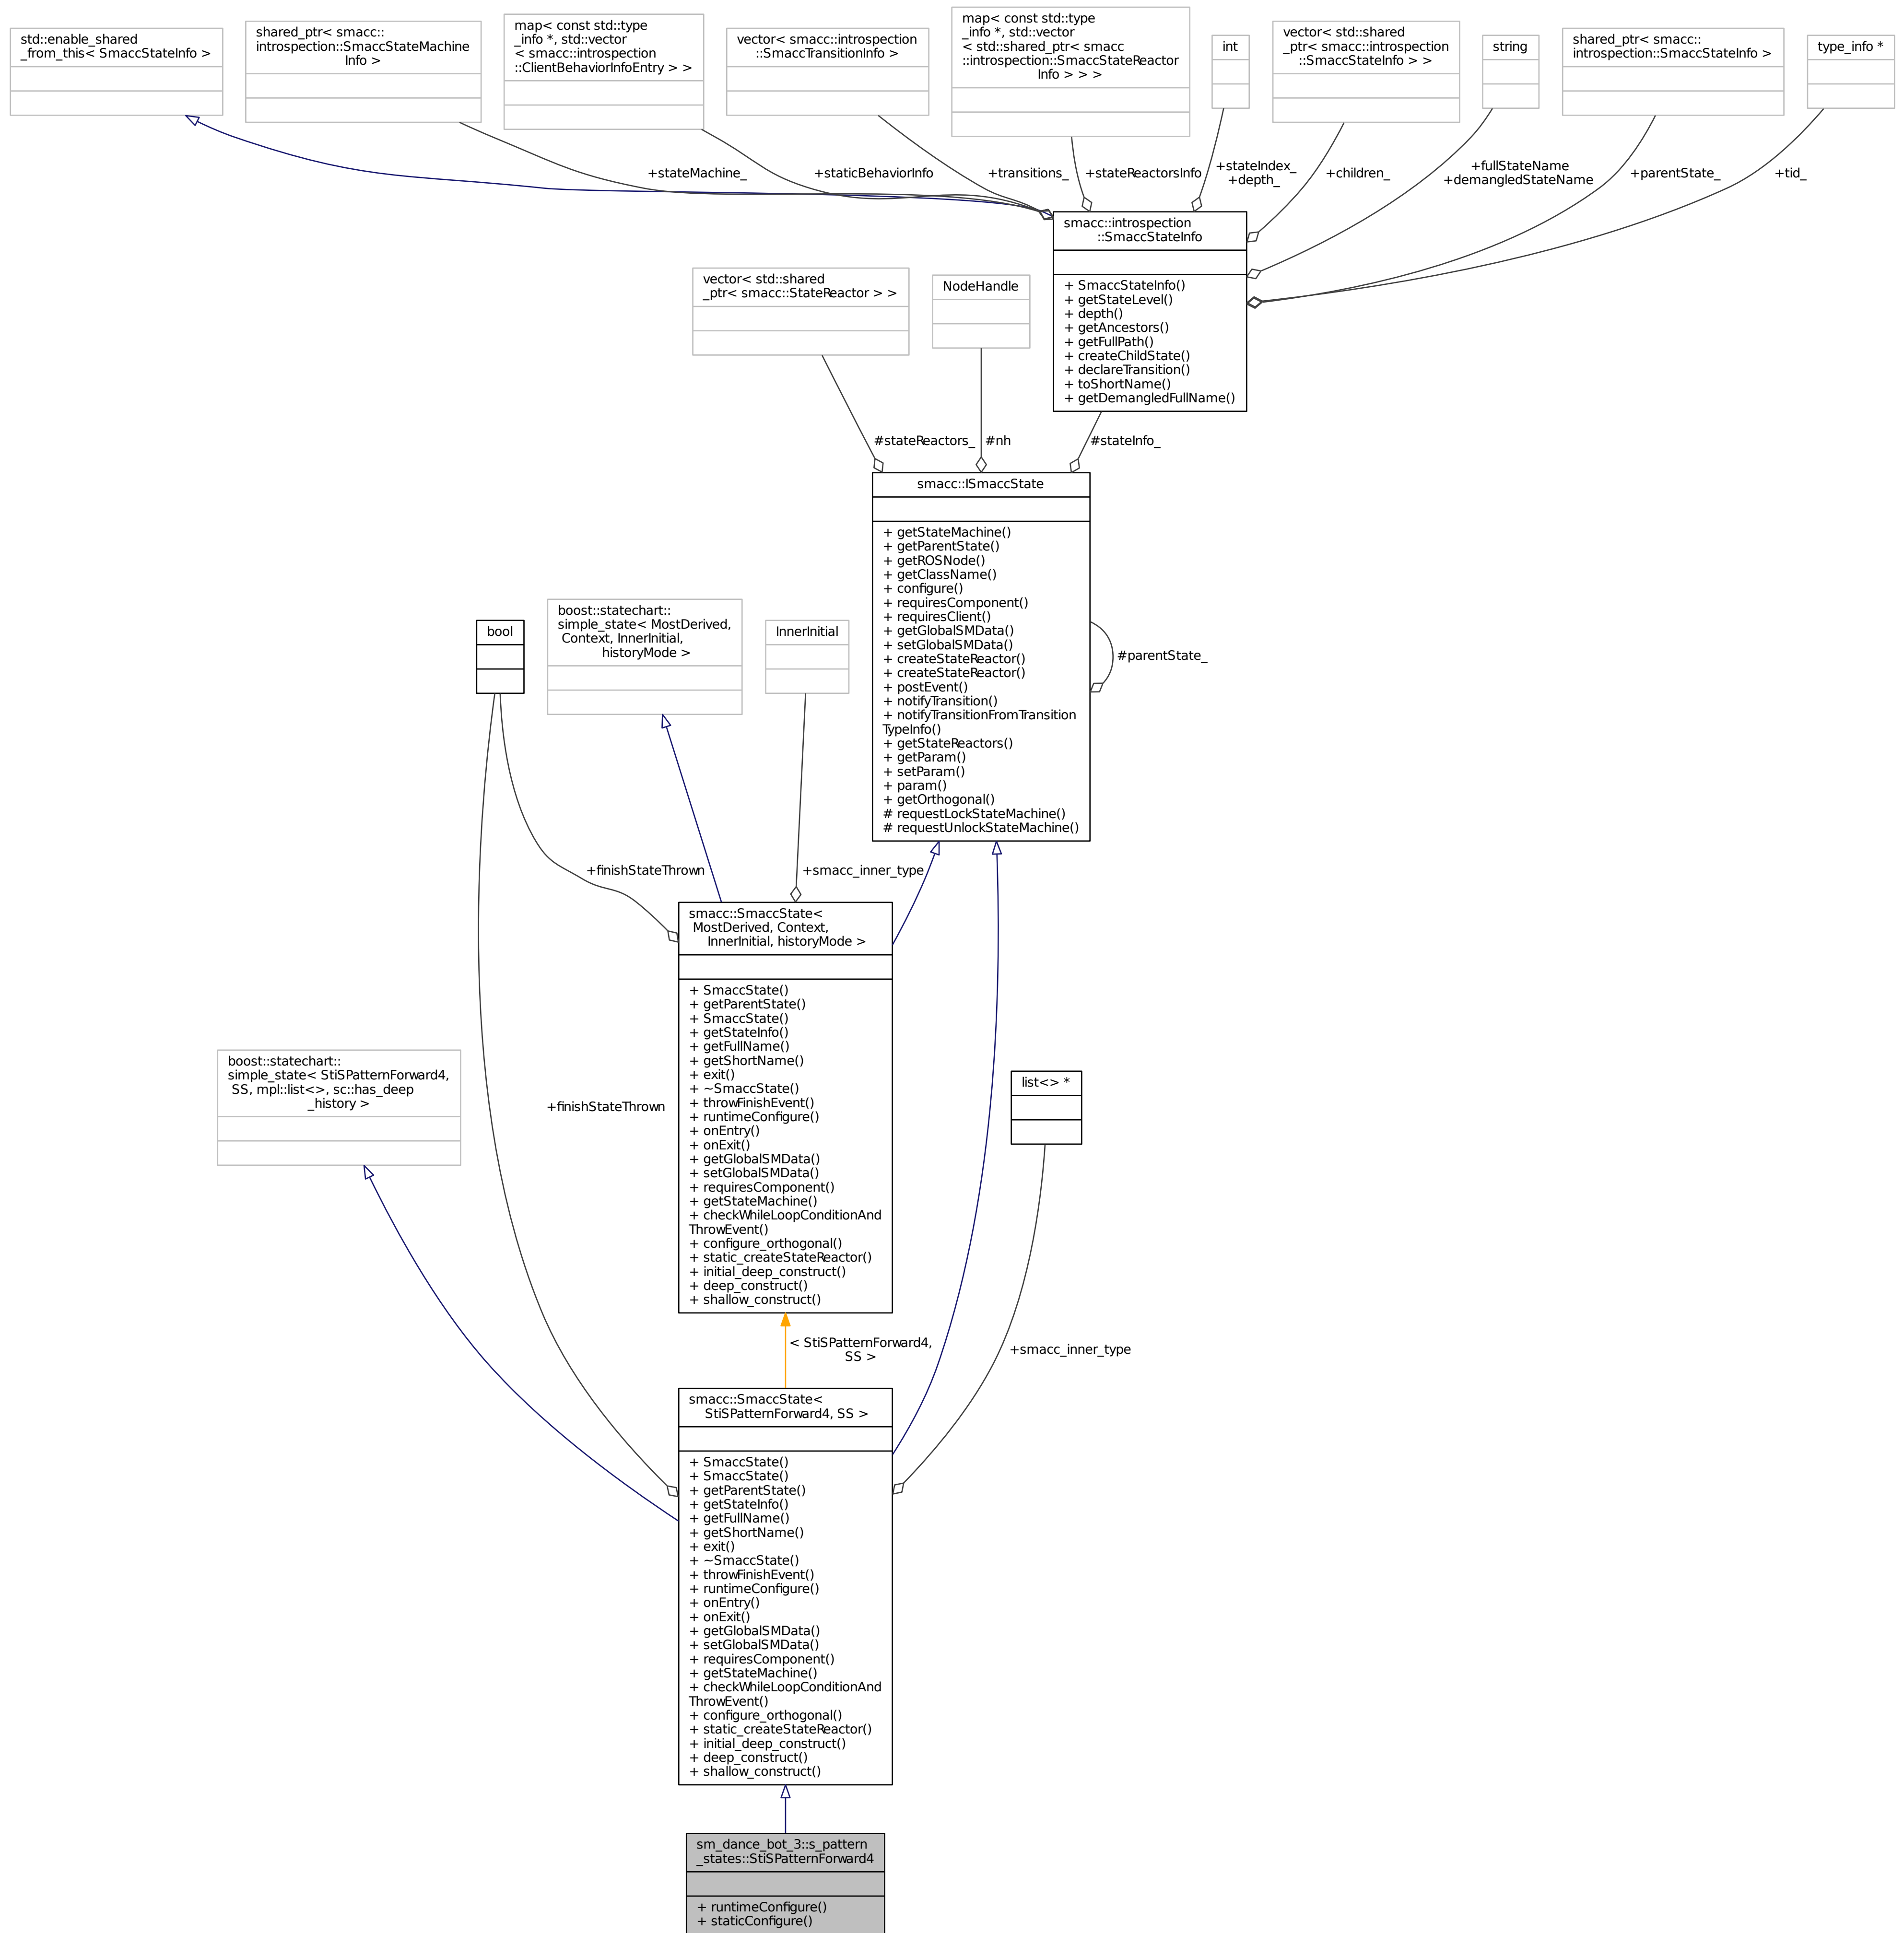 std::enable_shared
_from_this< SmaccStateInfo >
shared_ptr< smacc::
introspection::SmaccStateMachine
Info >
map< const std::type
_info *, std::vector
< smacc::introspection
::ClientBehaviorInfoEntry > >
vector< smacc::introspection
::SmaccTransitionInfo >
map< const std::type
_info *, std::vector
< std::shared_ptr< smacc
::introspection::SmaccStateReactor
Info > > >
int
vector< std::shared
_ptr< smacc::introspection
::SmaccStateInfo > >
string
shared_ptr< smacc::
introspection::SmaccStateInfo >
type_info *
+stateMachine_
+staticBehaviorInfo
+transitions_
+stateReactorsInfo
+stateIndex_
+depth_
+children_
+fullStateName
+demangledStateName
+parentState_
+tid_
smacc::introspection
::SmaccStateInfo
+ SmaccStateInfo()
+ getStateLevel()
+ depth()
+ getAncestors()
+ getFullPath()
+ createChildState()
+ declareTransition()
+ toShortName()
+ getDemangledFullName()
vector< std::shared
_ptr< smacc::StateReactor > >
NodeHandle
#stateReactors_
#nh
#stateInfo_
smacc::ISmaccState
+ getStateMachine()
+ getParentState()
+ getROSNode()
+ getClassName()
+ configure()
+ requiresComponent()
+ requiresClient()
+ getGlobalSMData()
+ setGlobalSMData()
+ createStateReactor()
+ createStateReactor()
+ postEvent()
+ notifyTransition()
+ notifyTransitionFromTransition
TypeInfo()
+ getStateReactors()
+ getParam()
+ setParam()
+ param()
+ getOrthogonal()
# requestLockStateMachine()
# requestUnlockStateMachine()
#parentState_
bool
boost::statechart::
simple_state< MostDerived,
Context, InnerInitial,
historyMode >
InnerInitial
+finishStateThrown
+smacc_inner_type
smacc::SmaccState<
MostDerived, Context,
InnerInitial, historyMode >
+ SmaccState()
+ getParentState()
+ SmaccState()
+ getStateInfo()
+ getFullName()
+ getShortName()
+ exit()
+ ~SmaccState()
+ throwFinishEvent()
+ runtimeConfigure()
+ onEntry()
+ onExit()
+ getGlobalSMData()
+ setGlobalSMData()
+ requiresComponent()
+ getStateMachine()
+ checkWhileLoopConditionAnd
ThrowEvent()
+ configure_orthogonal()
+ static_createStateReactor()
+ initial_deep_construct()
+ deep_construct()
+ shallow_construct()
boost::statechart::
simple_state< StiSPatternForward4,
SS, mpl::list<>, sc::has_deep
_history >
+finishStateThrown
list<> *
< StiSPatternForward4,
SS >
+smacc_inner_type
smacc::SmaccState<
StiSPatternForward4, SS >
+ SmaccState()
+ SmaccState()
+ getParentState()
+ getStateInfo()
+ getFullName()
+ getShortName()
+ exit()
+ ~SmaccState()
+ throwFinishEvent()
+ runtimeConfigure()
+ onEntry()
+ onExit()
+ getGlobalSMData()
+ setGlobalSMData()
+ requiresComponent()
+ getStateMachine()
+ checkWhileLoopConditionAnd
ThrowEvent()
+ configure_orthogonal()
+ static_createStateReactor()
+ initial_deep_construct()
+ deep_construct()
+ shallow_construct()
sm_dance_bot_3::s_pattern
_states::StiSPatternForward4
+ runtimeConfigure()
+ staticConfigure()